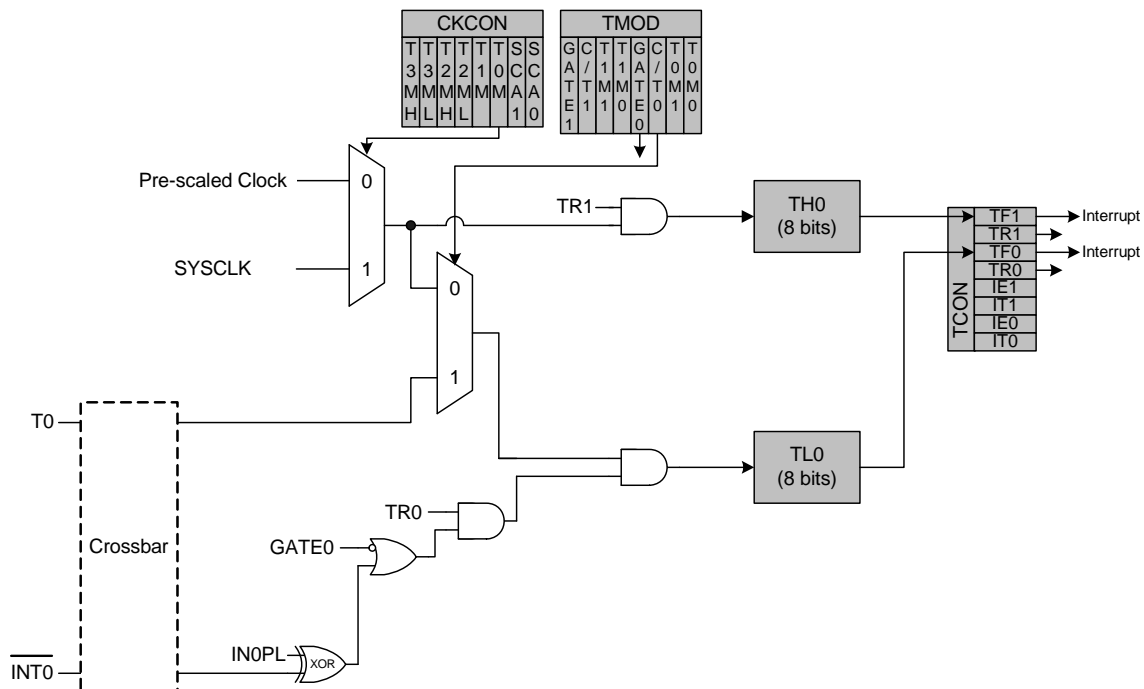 CKCON
T3MH
T3ML
T2MH
T2ML
T1M
T0M
SCA1
SCA0
TMOD
GATE1
C/T1
T1M1
T1M0
GATE0
C/T0
T0M1
T0M0
Pre-scaled Clock
0
SYSCLK
1
TR1
TH0
(8 bits)
TCON
TF1
TR1
TF0
TR0
IE1
IT1
IE0
IT0
Interrupt
Interrupt
0
1
T0
TL0
(8 bits)
TR0
Crossbar
GATE0
IN0PL
XOR
INT0